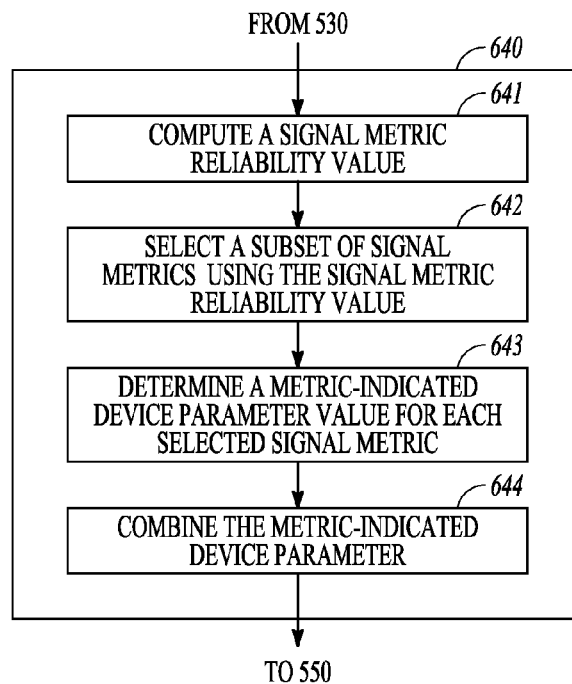 FROM 530
640
641
COMPUTE A SIGNAL METRIC
RELIABILITY VALUE
642
SELECT A SUBSET OF SIGNAL
METRICS USING THE SIGNAL METRIC
RELIABILITY VALUE
643
DETERMINE A METRIC-INDICATED
DEVICE PARAMETER VALUE FOR EACH
SELECTED SIGNAL METRIC
644
COMBINE THE METRIC-INDICATED
DEVICE PARAMETER
TO 550